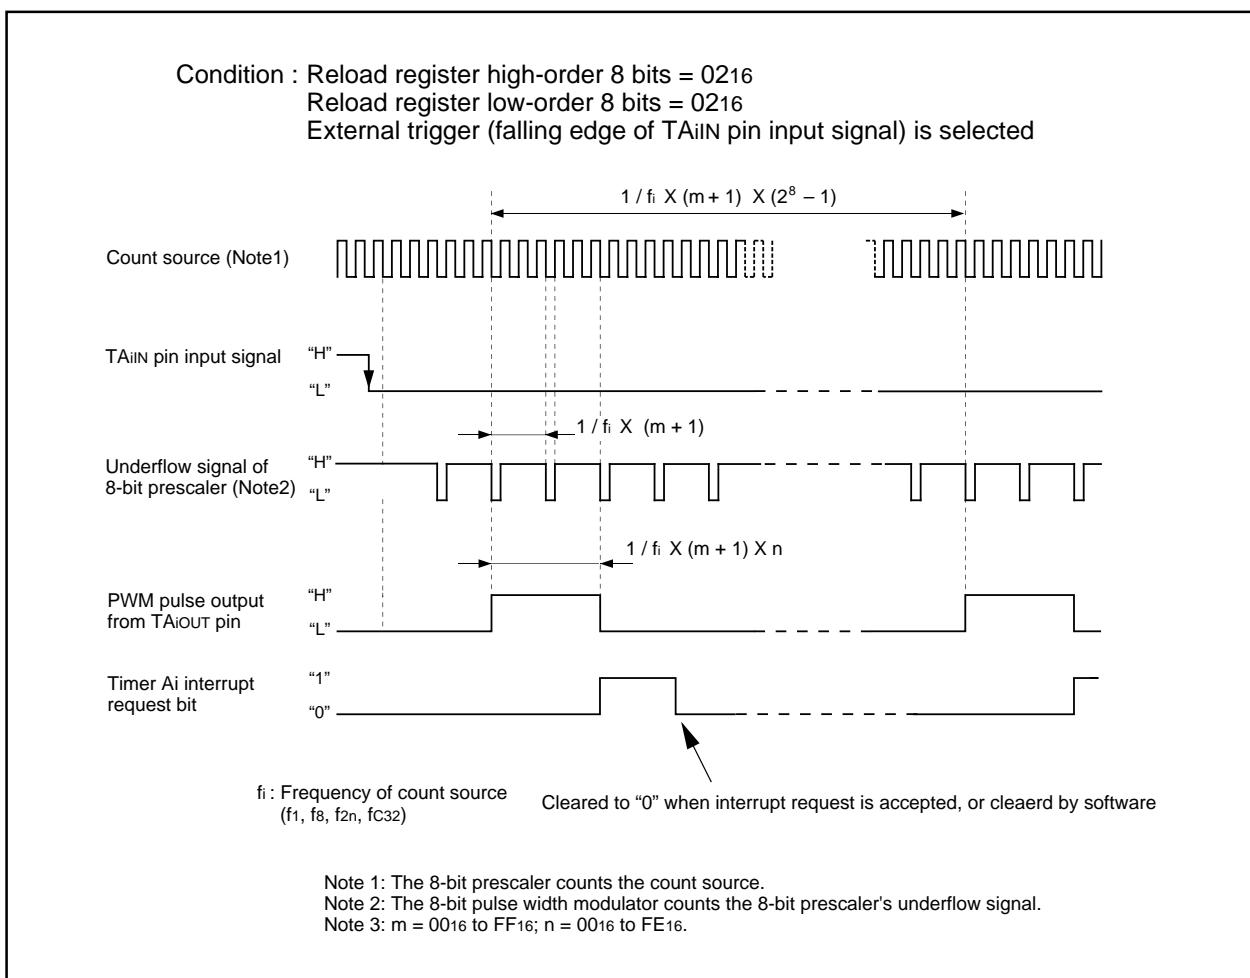 Condition : Reload register high-order 8 bits = 0216
Reload register low-order 8 bits = 0216
External trigger (falling edge of TAiIN pin input signal) is selected
1 / fi X (m + 1) X (2⁸ – 1)
Count source (Note1)
TAiIN pin input signal
“H”
“L”
1 / fi X (m + 1)
Underflow signal of
8-bit prescaler (Note2)
“H”
“L”
1 / fi X (m + 1) X n
PWM pulse output
from TAiOUT pin
“H”
“L”
Timer Ai interrupt
request bit
“1”
“0”
fi : Frequency of count source
(f1, f8, f2n, fC32)
Cleared to “0” when interrupt request is accepted, or cleaerd by software
Note 1: The 8-bit prescaler counts the count source.
Note 2: The 8-bit pulse width modulator counts the 8-bit prescaler's underflow signal.
Note 3: m = 0016 to FF16; n = 0016 to FE16.